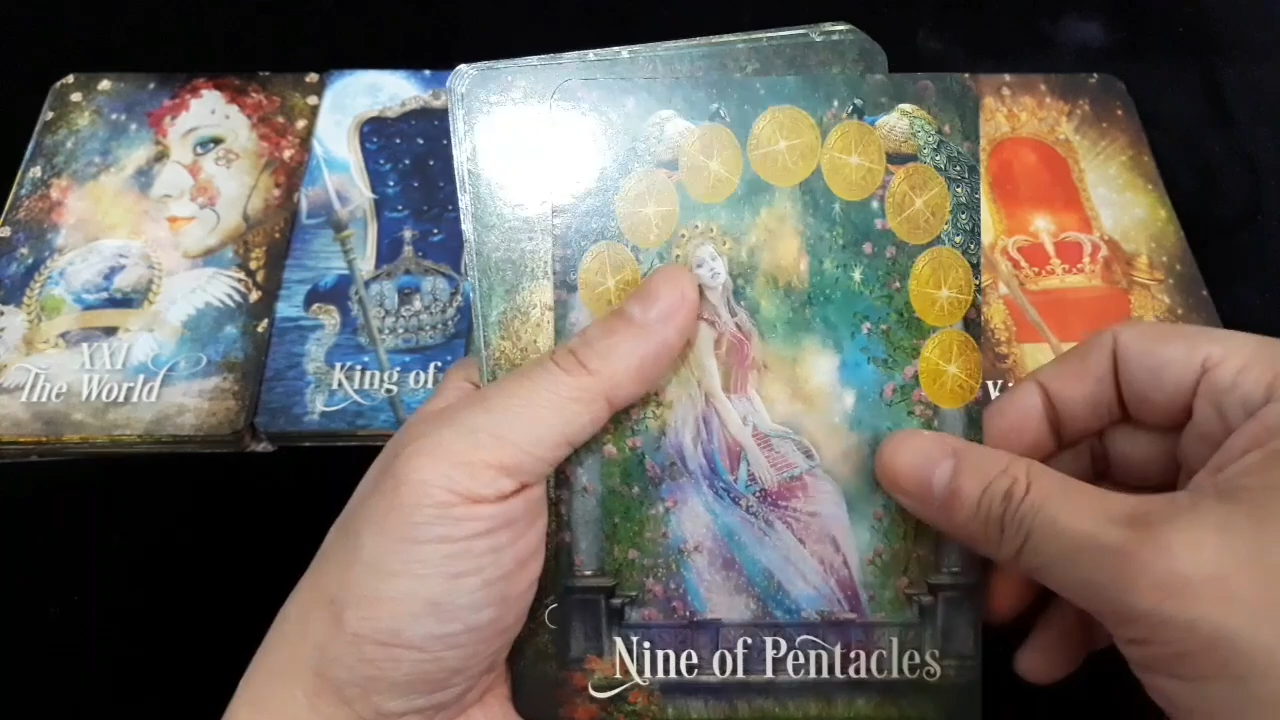 XXI
The World
King of
Nine of Pentacles